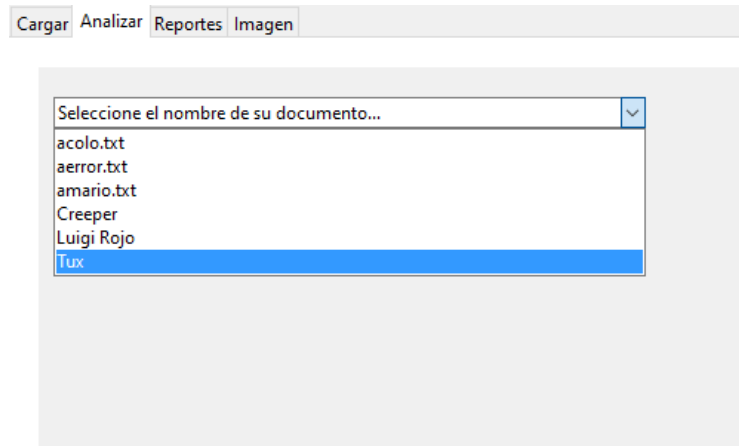 Cargar Analizar Reportes Imagen
Seleccione el nombre de su documento...
acolo.txt
aerror.txt
amario.txt
Creeper
Luigi Rojo
Tux